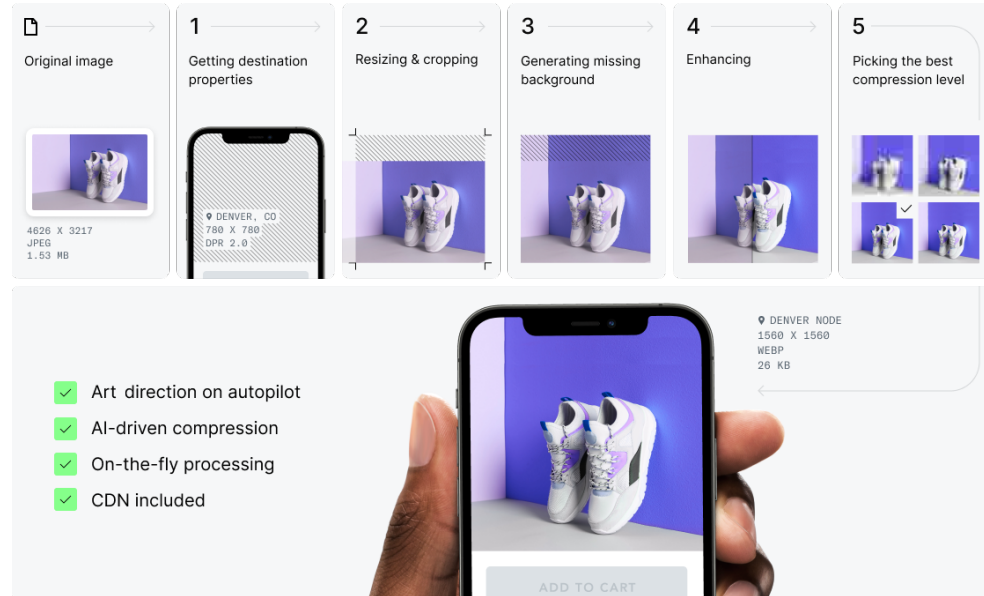 Original image
4626 X 3217
JPEG
1.53 MB
1
Getting destination
properties
DENVER, CO
780 X 780
DPR 2.0
2
Resizing & cropping
3
Generating missing
background
4
Enhancing
5
Picking the best
compression level
DENVER NODE
1560 X 1560
WEBP
26 KB
Art direction on autopilot
AI-driven compression
On-the-fly processing
CDN included
ADD TO CART